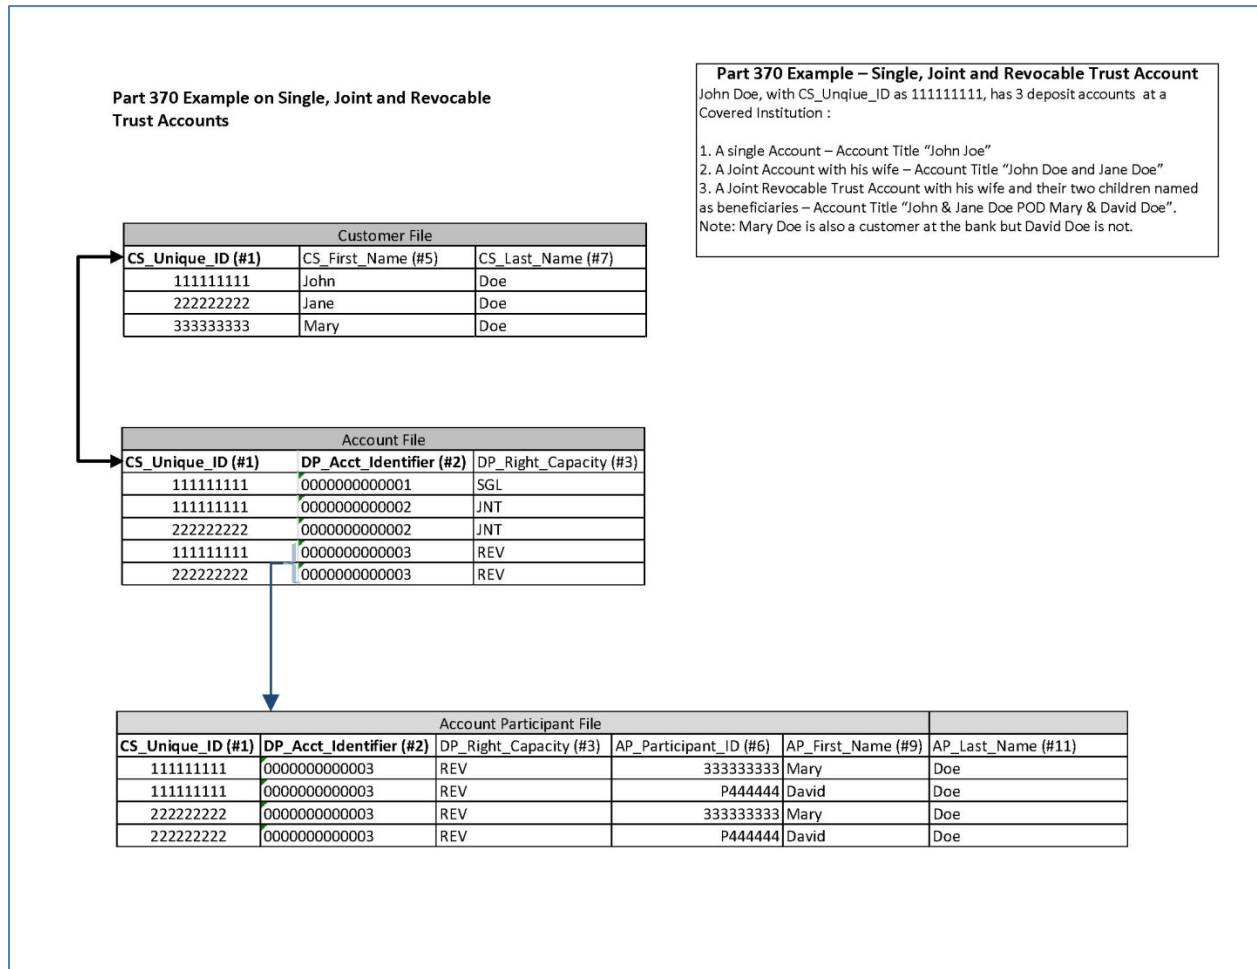 Part 370 Example on Single, Joint and Revocable
Trust Accounts
Part 370 Example – Single, Joint and Revocable Trust Account
John Doe, with CS_Unqiue_ID as 111111111, has 3 deposit accounts at a
Covered Institution :
1. A single Account – Account Title “John Joe”
2. A Joint Account with his wife – Account Title “John Doe and Jane Doe”
3. A Joint Revocable Trust Account with his wife and their two children named
as beneficiaries – Account Title “John & Jane Doe POD Mary & David Doe”.
Note: Mary Doe is also a customer at the bank but David Doe is not.
Customer File
CS_Unique_ID (#1) CS_First_Name (#5) CS_Last_Name (#7)
111111111 John Doe
222222222 Jane Doe
333333333 Mary Doe
Account File
CS_Unique_ID (#1) DP_Acct_Identifier (#2) DP_Right_Capacity (#3)
111111111 0000000000001 SGL
111111111 0000000000002 JNT
222222222 0000000000002 JNT
111111111 0000000000003 REV
222222222 0000000000003 REV
Account Participant File
CS_Unique_ID (#1) DP_Acct_Identifier (#2) DP_Right_Capacity (#3) AP_Participant_ID (#6) AP_First_Name (#9) AP_Last_Name (#11)
111111111 0000000000003 REV 333333333 Mary Doe
111111111 0000000000003 REV P444444 David Doe
222222222 0000000000003 REV 333333333 Mary Doe
222222222 0000000000003 REV P444444 David Doe